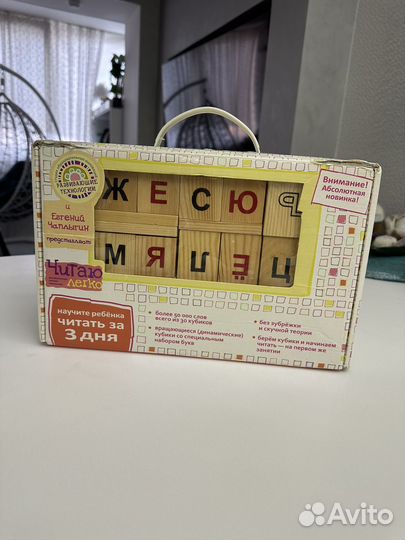 РАЗВИВАЮЩИЕ
ТЕХНОЛОГИИ
и
Евгений
Чаплыгин
представляют
Читаю
легко
научите ребёнка
читать за
3 дня
Ж Е С Ю Ь
М Я Л Ё Ц
Внимание!
Абсолютная
новинка!
• более 50 000 слов
всего из 30 кубиков
• вращающиеся (динамические)
кубики со специальным
набором букв
• без зубрёжки
и скучной теории
• берём кубики и начинаем
читать — на первом же
занятии
Avito